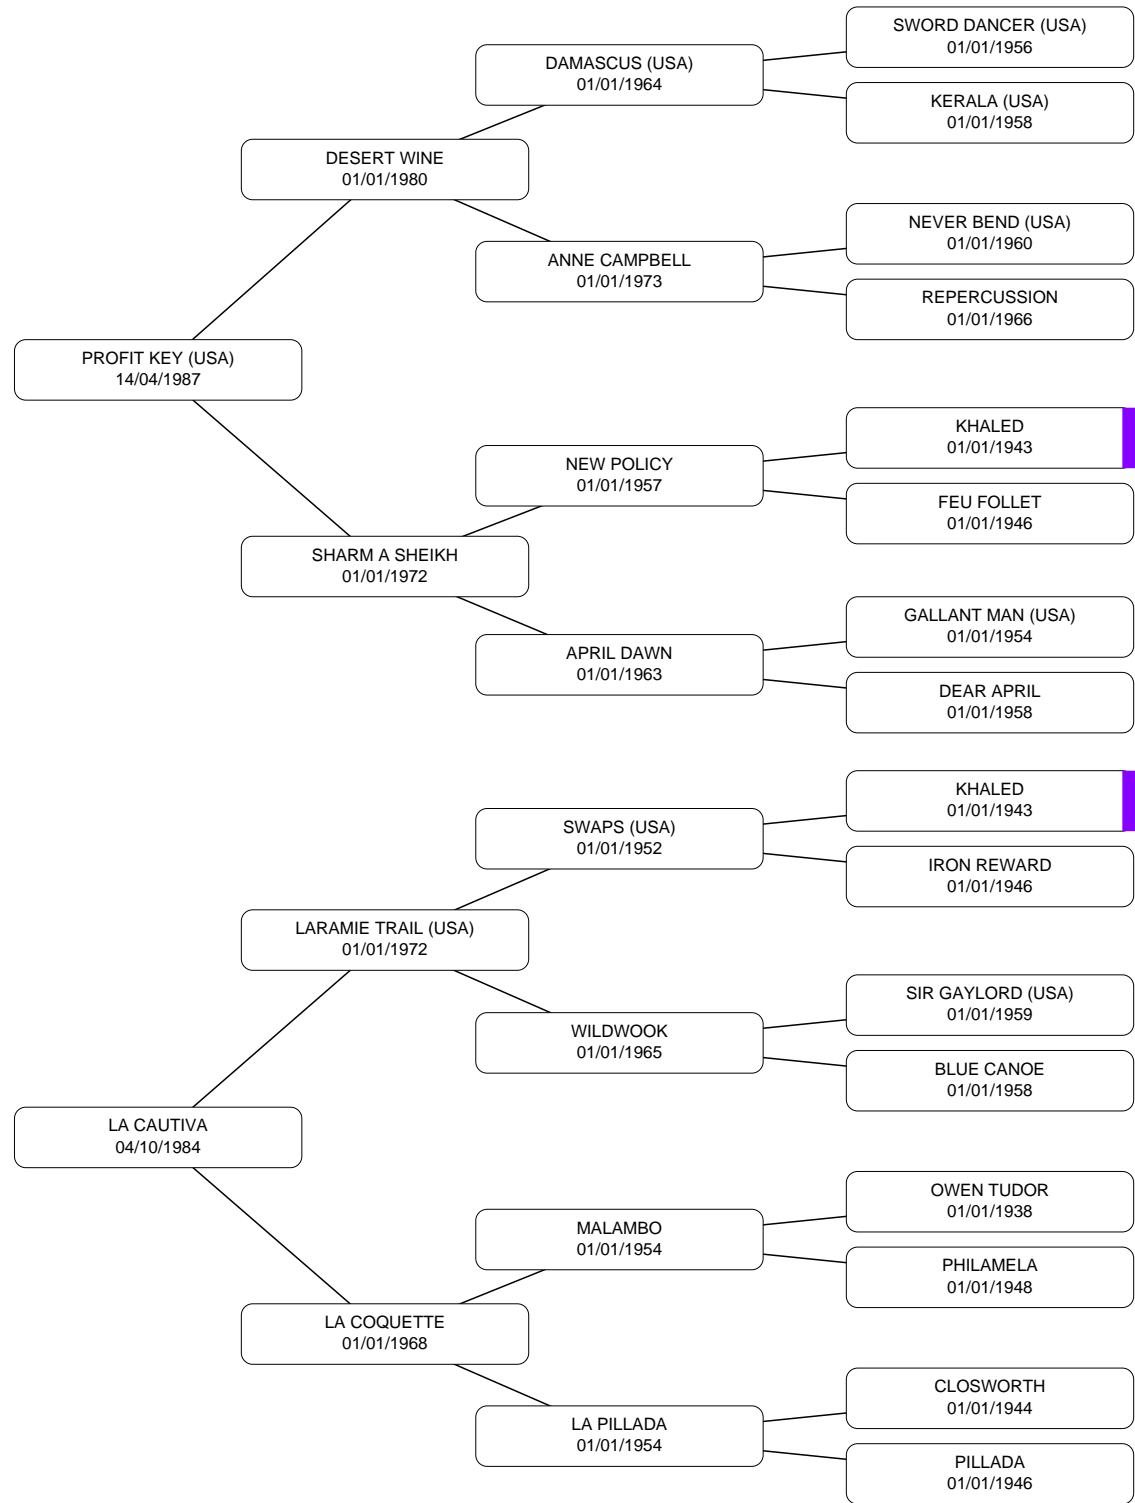 SWORD DANCER (USA)
01/01/1956
DAMASCUS (USA)
01/01/1964
KERALA (USA)
01/01/1958
DESERT WINE
01/01/1980
NEVER BEND (USA)
01/01/1960
ANNE CAMPBELL
01/01/1973
REPERCUSSION
01/01/1966
PROFIT KEY (USA)
14/04/1987
KHALED
01/01/1943
NEW POLICY
01/01/1957
FEU FOLLET
01/01/1946
SHARM A SHEIKH
01/01/1972
GALLANT MAN (USA)
01/01/1954
APRIL DAWN
01/01/1963
DEAR APRIL
01/01/1958
KHALED
01/01/1943
SWAPS (USA)
01/01/1952
IRON REWARD
01/01/1946
LARAMIE TRAIL (USA)
01/01/1972
SIR GAYLORD (USA)
01/01/1959
WILDWOOK
01/01/1965
BLUE CANOE
01/01/1958
LA CAUTIVA
04/10/1984
OWEN TUDOR
01/01/1938
MALAMBO
01/01/1954
PHILAMELA
01/01/1948
LA COQUETTE
01/01/1968
CLOSWORTH
01/01/1944
LA PILLADA
01/01/1954
PILLADA
01/01/1946